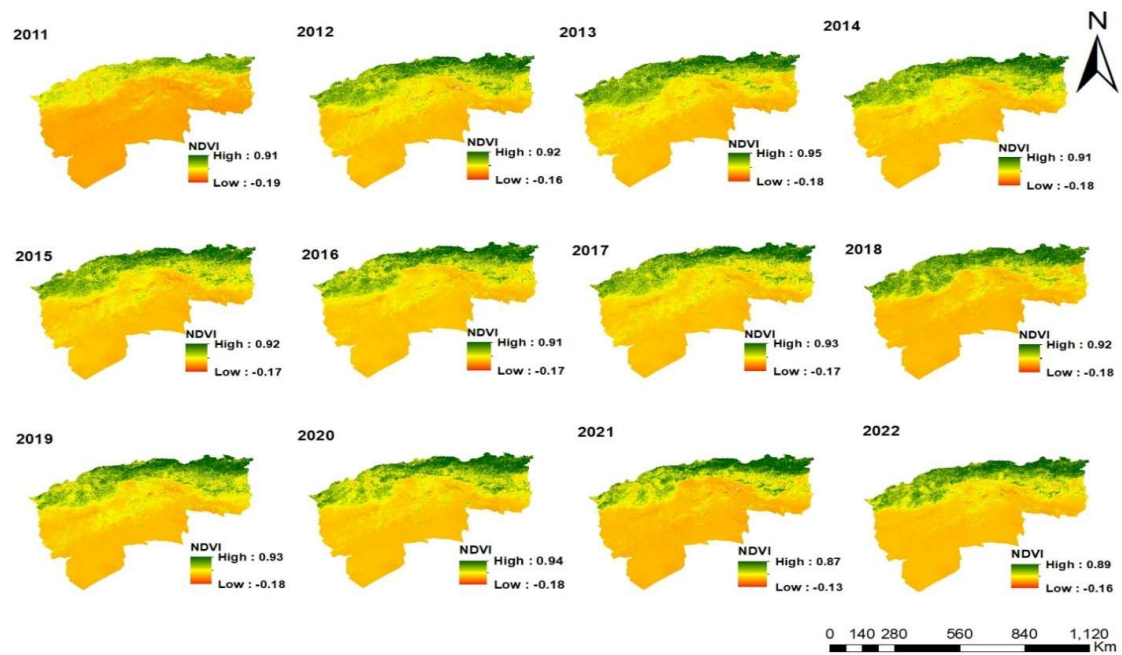 N
2011
2012
2013
2014
NDVI
High : 0.91
Low : -0.19
NDVI
High : 0.92
Low : -0.16
NDVI
High : 0.95
Low : -0.18
NDVI
High : 0.91
Low : -0.18
2015
2016
2017
2018
NDVI
High : 0.92
Low : -0.17
NDVI
High : 0.91
Low : -0.17
NDVI
High : 0.93
Low : -0.17
NDVI
High : 0.92
Low : -0.18
2019
2020
2021
2022
NDVI
High : 0.93
Low : -0.18
NDVI
High : 0.94
Low : -0.18
NDVI
High : 0.87
Low : -0.13
NDVI
High : 0.89
Low : -0.16
0 140 280 560 840 1,120
Km